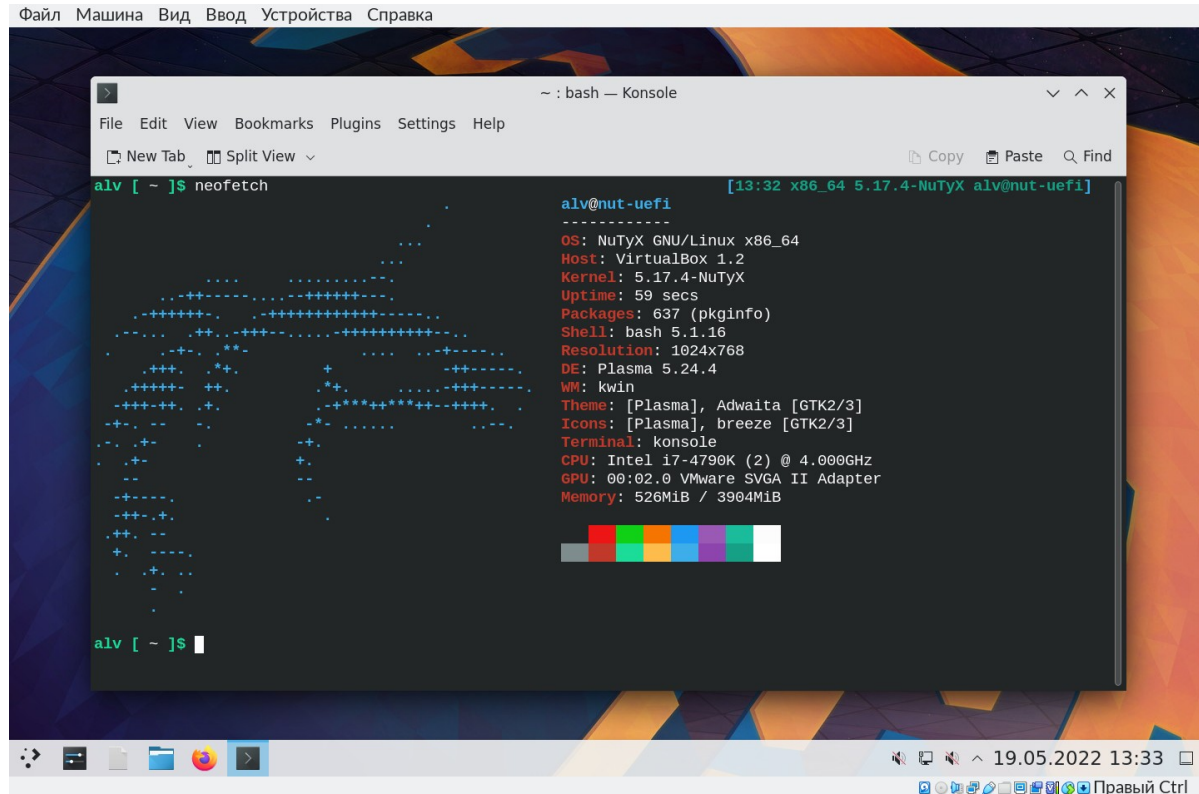 Файл Машина Вид Ввод Устройства Справка
~ : bash — Konsole
File Edit View Bookmarks Plugins Settings Help
New Tab Split View Copy Paste Find
alv [ ~ ]$ neofetch [13:32 x86_64 5.17.4-NuTyX alv@nut-uefi]
alv@nut-uefi
------------
OS: NuTyX GNU/Linux x86_64
Host: VirtualBox 1.2
Kernel: 5.17.4-NuTyX
Uptime: 59 secs
Packages: 637 (pkginfo)
Shell: bash 5.1.16
Resolution: 1024x768
DE: Plasma 5.24.4
WM: kwin
Theme: [Plasma], Adwaita [GTK2/3]
Icons: [Plasma], breeze [GTK2/3]
Terminal: konsole
CPU: Intel i7-4790K (2) @ 4.000GHz
GPU: 00:02.0 VMware SVGA II Adapter
Memory: 526MiB / 3904MiB
alv [ ~ ]$
19.05.2022 13:33
Правый Ctrl